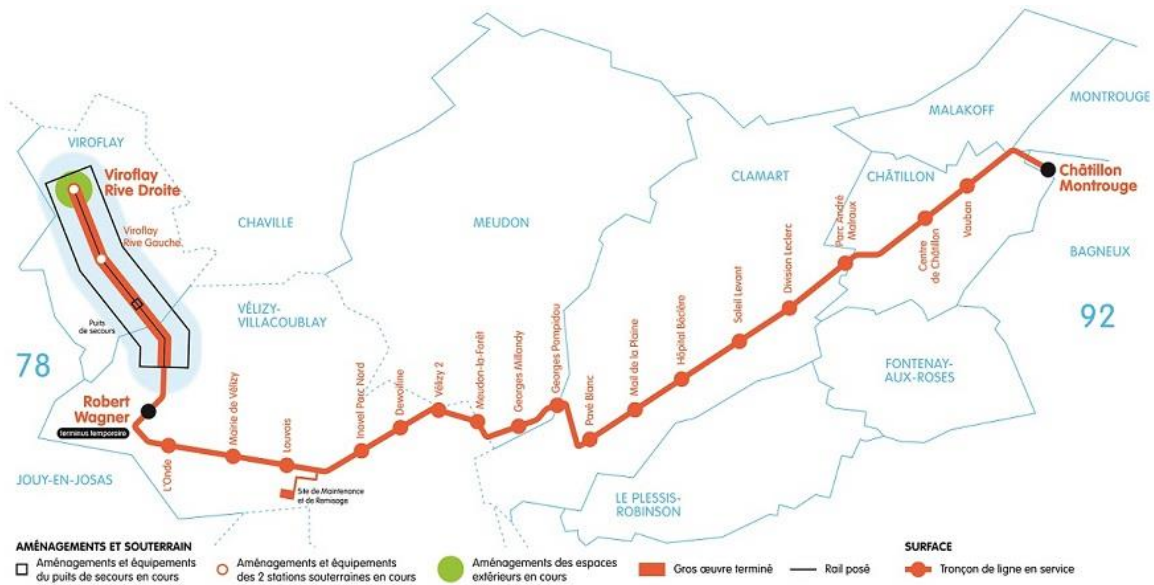 MALAKOFF
MONTROUGE
VIROFLAY
Viroflay
Rive Droite
CLAMART
CHÂTILLON
Châtillon
Montrouge
CHAVILLE
MEUDON
Viroflay
Rive Gauche
Parc André
Malraux
Centre
de Châtillon
Vauban
BAGNEUX
VÉLIZY-
VILLACOUBLAY
Puits
de secours
Division Leclerc
Soleil Levant
Hôpital Béclère
Mail de la Plaine
Pavé Blanc
Georges Pompidou
Georges Millandy
Meudon-la-Forêt
Vélizy 2
Dewoitine
Inovel Parc Nord
Louvois
Mairie de Vélizy
L'Onde
78
92
FONTENAY-
AUX-ROSES
Robert
Wagner
terminus temporaire
JOUY-EN-JOSAS
Site de Maintenance
et de Remisage
LE PLESSIS-
ROBINSON
AMÉNAGEMENTS ET SOUTERRAIN
Aménagements et équipements
du puits de secours en cours
Aménagements et équipements
des 2 stations souterraines en cours
Aménagements des espaces
extérieurs en cours
Gros œuvre terminé
Rail posé
SURFACE
Tronçon de ligne en service